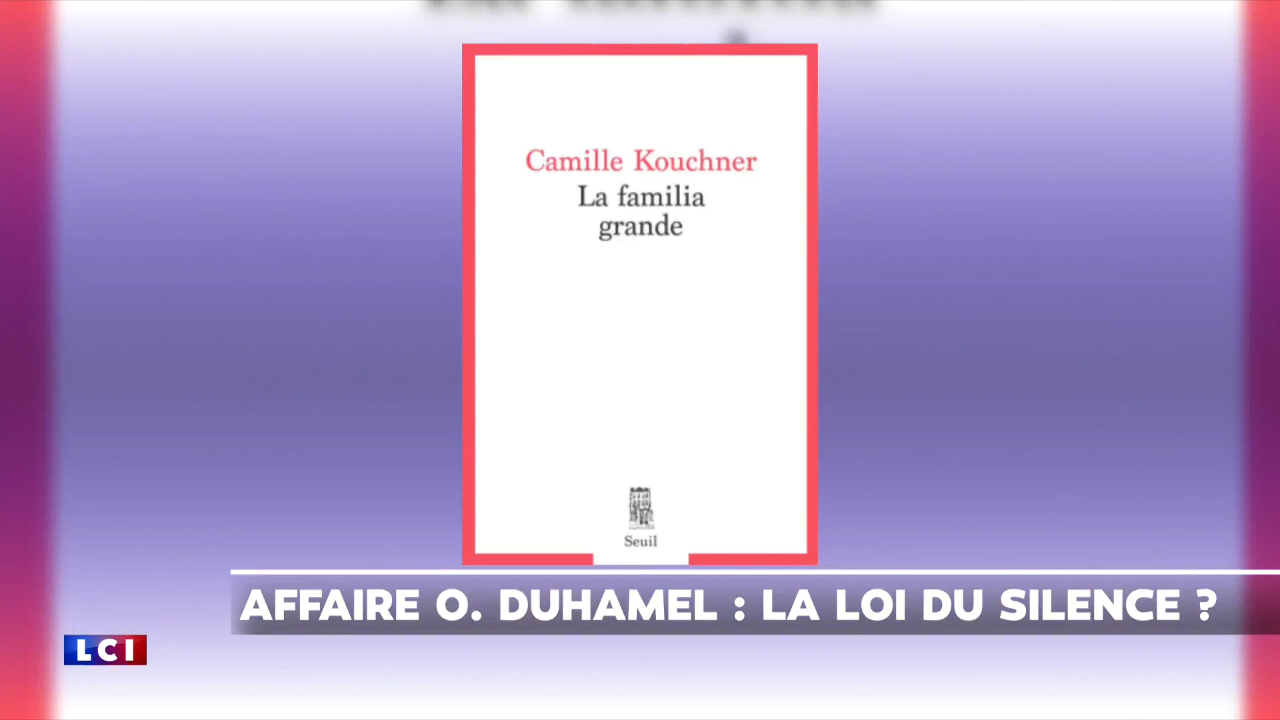 Camille Kouchner
La familia
grande
Seuil
AFFAIRE O. DUHAMEL : LA LOI DU SILENCE ?
LCI